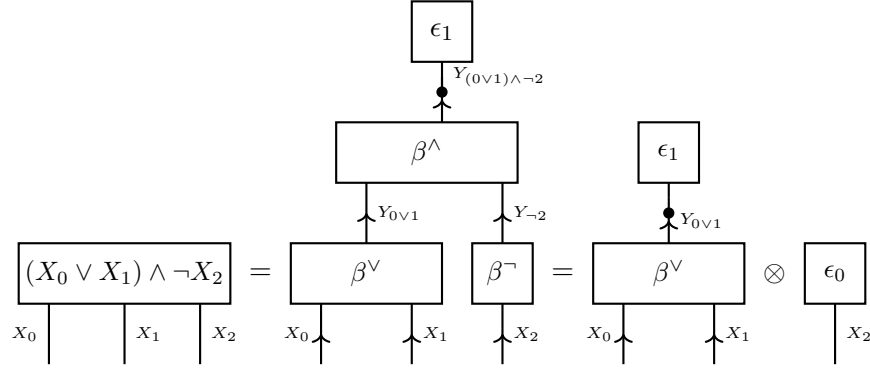 ϵ₁
Y₍₀∨₁₎∧¬₂
β^∧ ϵ₁
Y₀∨₁ Y¬₂ Y₀∨₁
(X₀ ∨ X₁) ∧ ¬X₂ = β^∨ β^¬ = β^∨ ⊗ ϵ₀
X₀ X₁ X₂ X₀ X₁ X₂ X₀ X₁ X₂